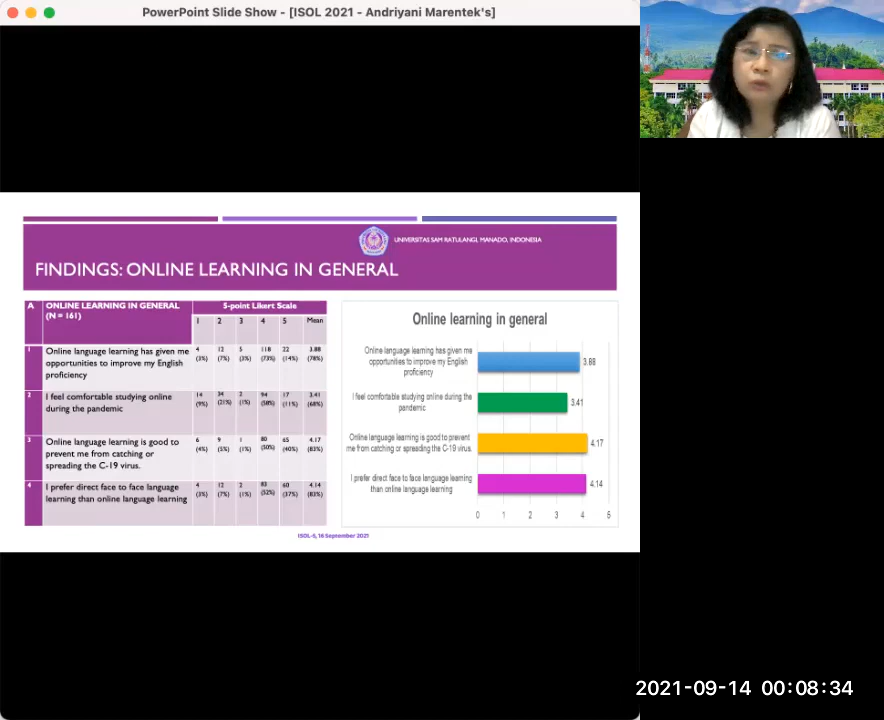 PowerPoint Slide Show - [ISOL 2021 - Andriyani Marentek's]
UNIVERSITAS SAM RATULANGI, MANADO, INDONESIA
FINDINGS: ONLINE LEARNING IN GENERAL
A ONLINE LEARNING IN GENERAL 5-point Likert Scale
(N = 161) 1 2 3 4 5 Mean
1 Online language learning has given me 4 12 5 118 22 3.88
opportunities to improve my English (3%) (7%) (3%) (73%) (14%) (78%)
proficiency
2 I feel comfortable studying online 14 34 2 94 17 3.41
during the pandemic (9%) (21%) (1%) (58%) (11%) (68%)
3 Online language learning is good to 6 9 1 80 65 4.17
prevent me from catching or (4%) (5%) (1%) (50%) (40%) (83%)
spreading the C-19 virus.
4 I prefer direct face to face language 4 12 2 83 60 4.14
learning than online language learning (3%) (7%) (1%) (52%) (37%) (83%)
Online learning in general
Online language learning has given me
opportunities to improve my English
proficiency
3.88
I feel comfortable studying online during the
pandemic
3.41
Online language learning is good to prevent
me from catching or spreading the C-19 virus.
4.17
I prefer direct face to face language learning
than online language learning
4.14
0 1 2 3 4 5
ISOL-5, 16 September 2021
2021-09-14 00:08:34